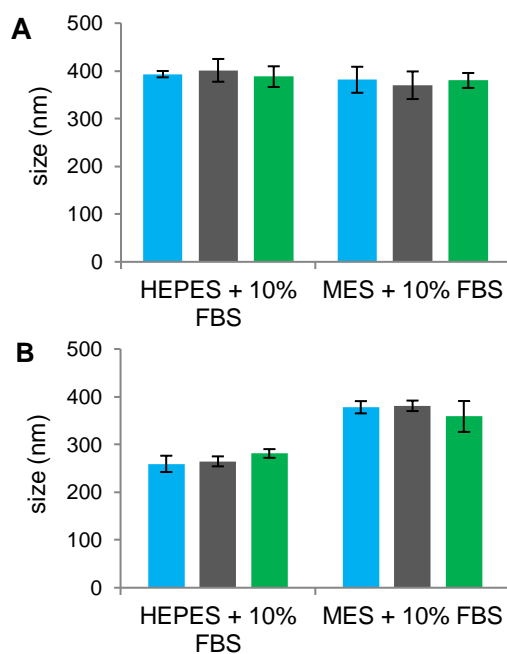 A
size (nm)
500
400
300
200
100
0
HEPES + 10%
FBS
MES + 10% FBS
B
size (nm)
500
400
300
200
100
0
HEPES + 10%
FBS
MES + 10% FBS